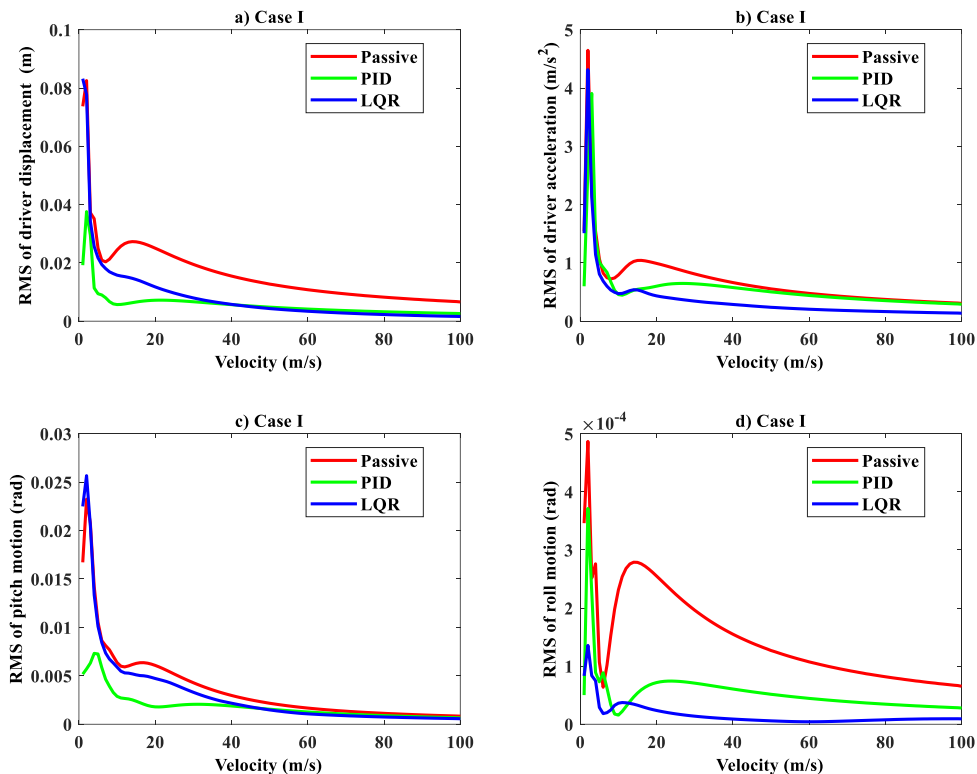 a) Case I
RMS of driver displacement  (m)
0.1
0.08
0.06
0.04
0.02
0
0 20 40 60 80 100
Velocity (m/s)
Passive
PID
LQR
b) Case I
RMS of driver acceleration (m/s²)
5
4
3
2
1
0
0 20 40 60 80 100
Velocity (m/s)
Passive
PID
LQR
c) Case I
RMS of pitch motion (rad)
0.03
0.025
0.02
0.015
0.01
0.005
0
0 20 40 60 80 100
Velocity (m/s)
Passive
PID
LQR
×10⁻⁴
d) Case I
RMS of roll motion (rad)
5
4
3
2
1
0
0 20 40 60 80 100
Velocity (m/s)
Passive
PID
LQR